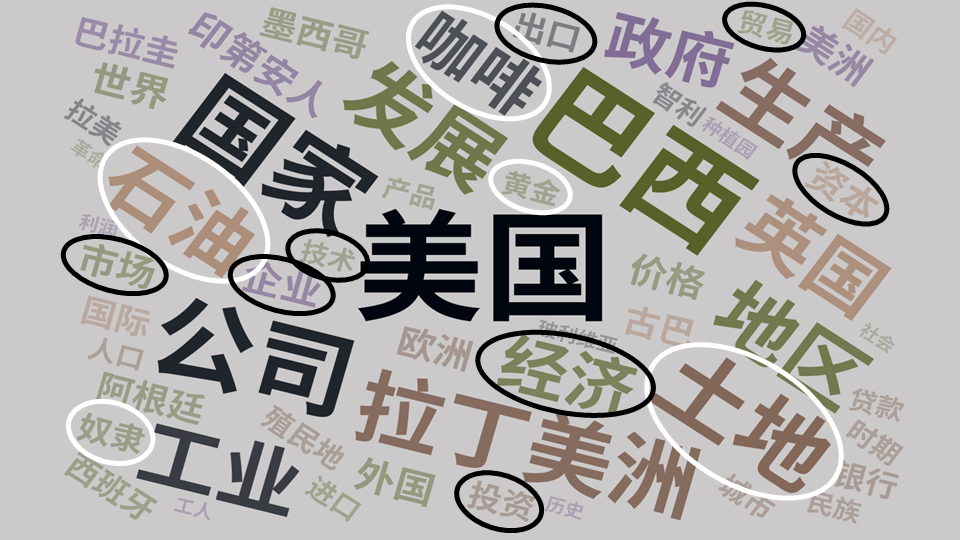 巴拉圭
印第安人
墨西哥
咖啡
出口
政府
贸易
美洲
国内
世界
拉美
革命
国家
发展
巴西
智利
种植园
生产
石油
产品
黄金
资本
利润
市场
技术
企业
美国
英国
价格
地区
国际
人口
公司
欧洲
玻利维亚
古巴
社会
经济
土地
阿根廷
奴隶
殖民地
拉丁美洲
贷款
时期
银行
工业
西班牙
工人
进口
外国
投资
历史
城市
民族